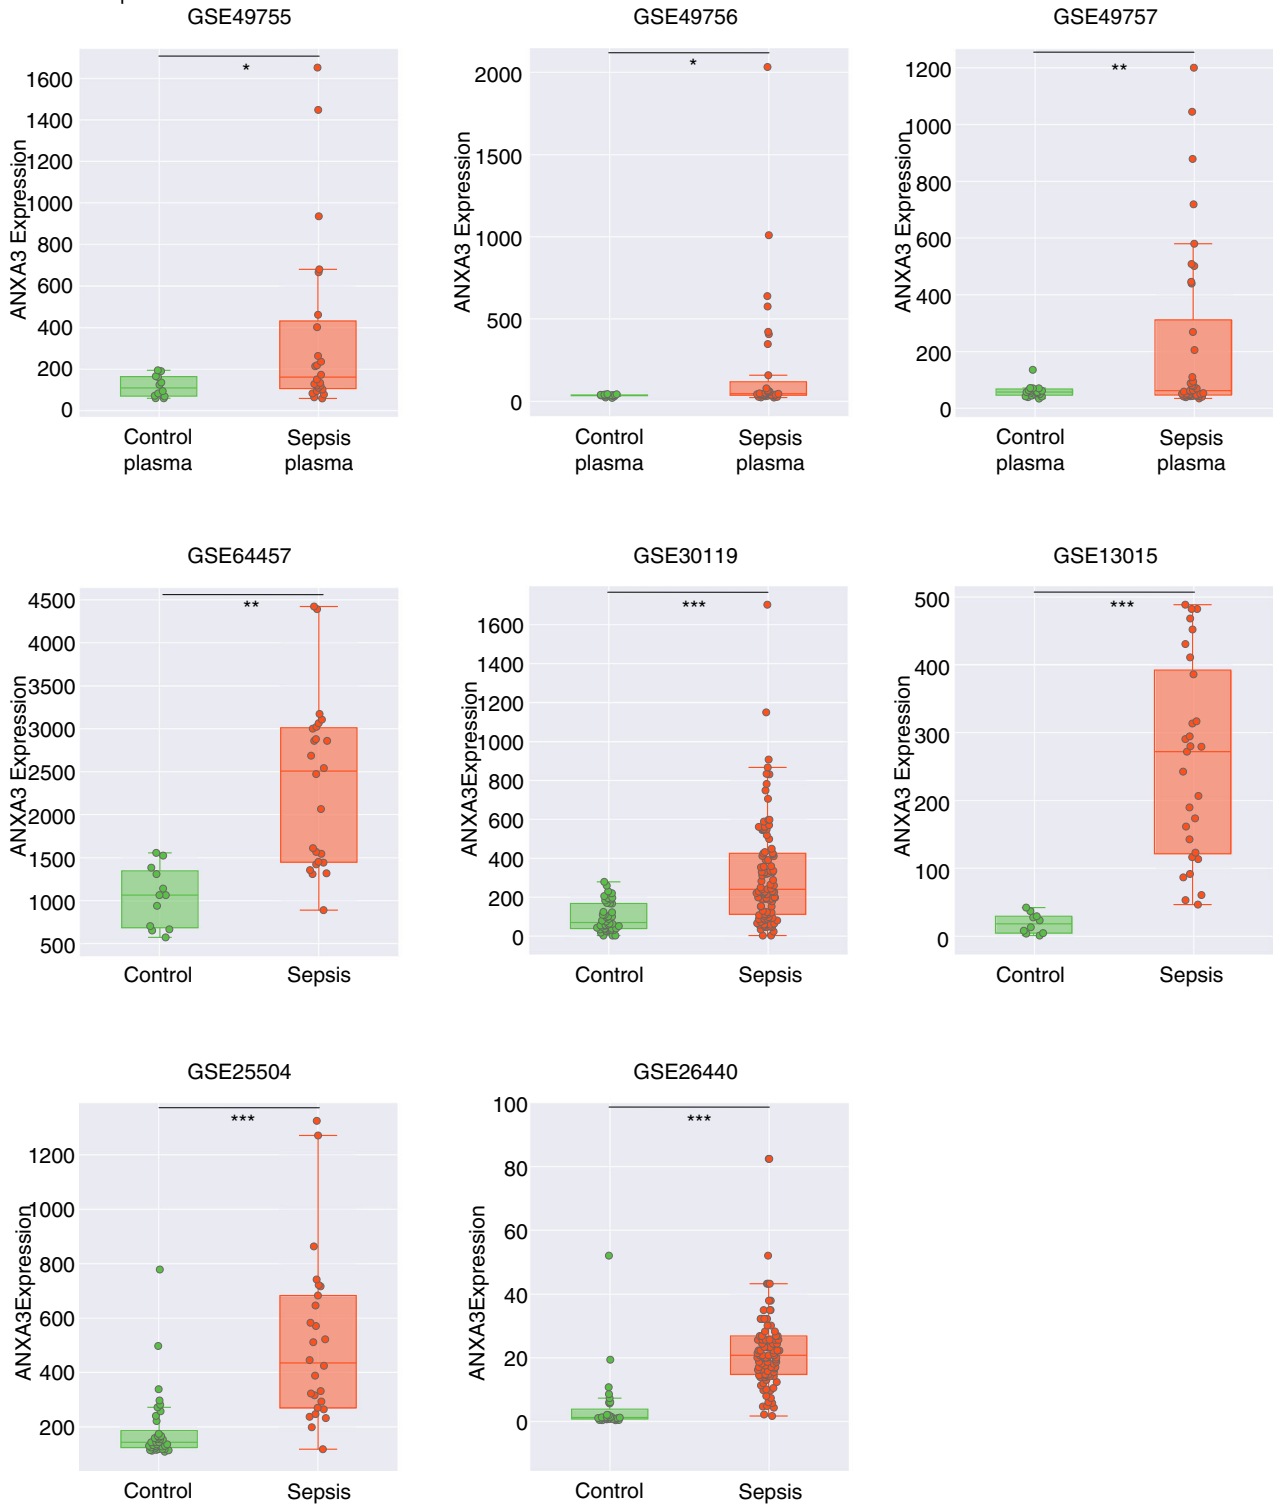 GSE49755
GSE49756
GSE49757
*
*
**
ANXA3 Expression
1600
1400
1200
1000
800
600
400
200
0
ANXA3 Expression
2000
1500
1000
500
0
ANXA3 Expression
1200
1000
800
600
400
200
0
Control
plasma
Sepsis
plasma
Control
plasma
Sepsis
plasma
Control
plasma
Sepsis
plasma
GSE64457
GSE30119
GSE13015
**
***
***
ANXA3 Expression
4500
4000
3500
3000
2500
2000
1500
1000
500
ANXA3Expression
1600
1400
1200
1000
800
600
400
200
0
ANXA3 Expression
500
400
300
200
100
0
Control
Sepsis
Control
Sepsis
Control
Sepsis
GSE25504
GSE26440
***
***
ANXA3Expression
1200
1000
800
600
400
200
ANXA3Expression
100
80
60
40
20
0
Control
Sepsis
Control
Sepsis